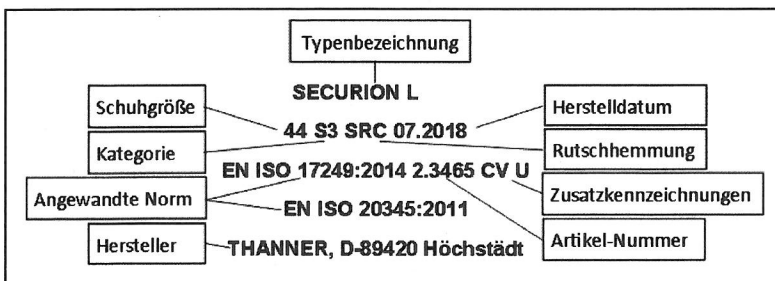 Typenbezeichnung
SECURION L
Schuhgröße
Herstelldatum
44 S3 SRC 07.2018
Kategorie
Rutschhemmung
EN ISO 17249:2014 2.3465 CV U
Angewandte Norm
Zusatzkennzeichnungen
EN ISO 20345:2011
Hersteller
THANNER, D-89420 Höchstädt
Artikel-Nummer